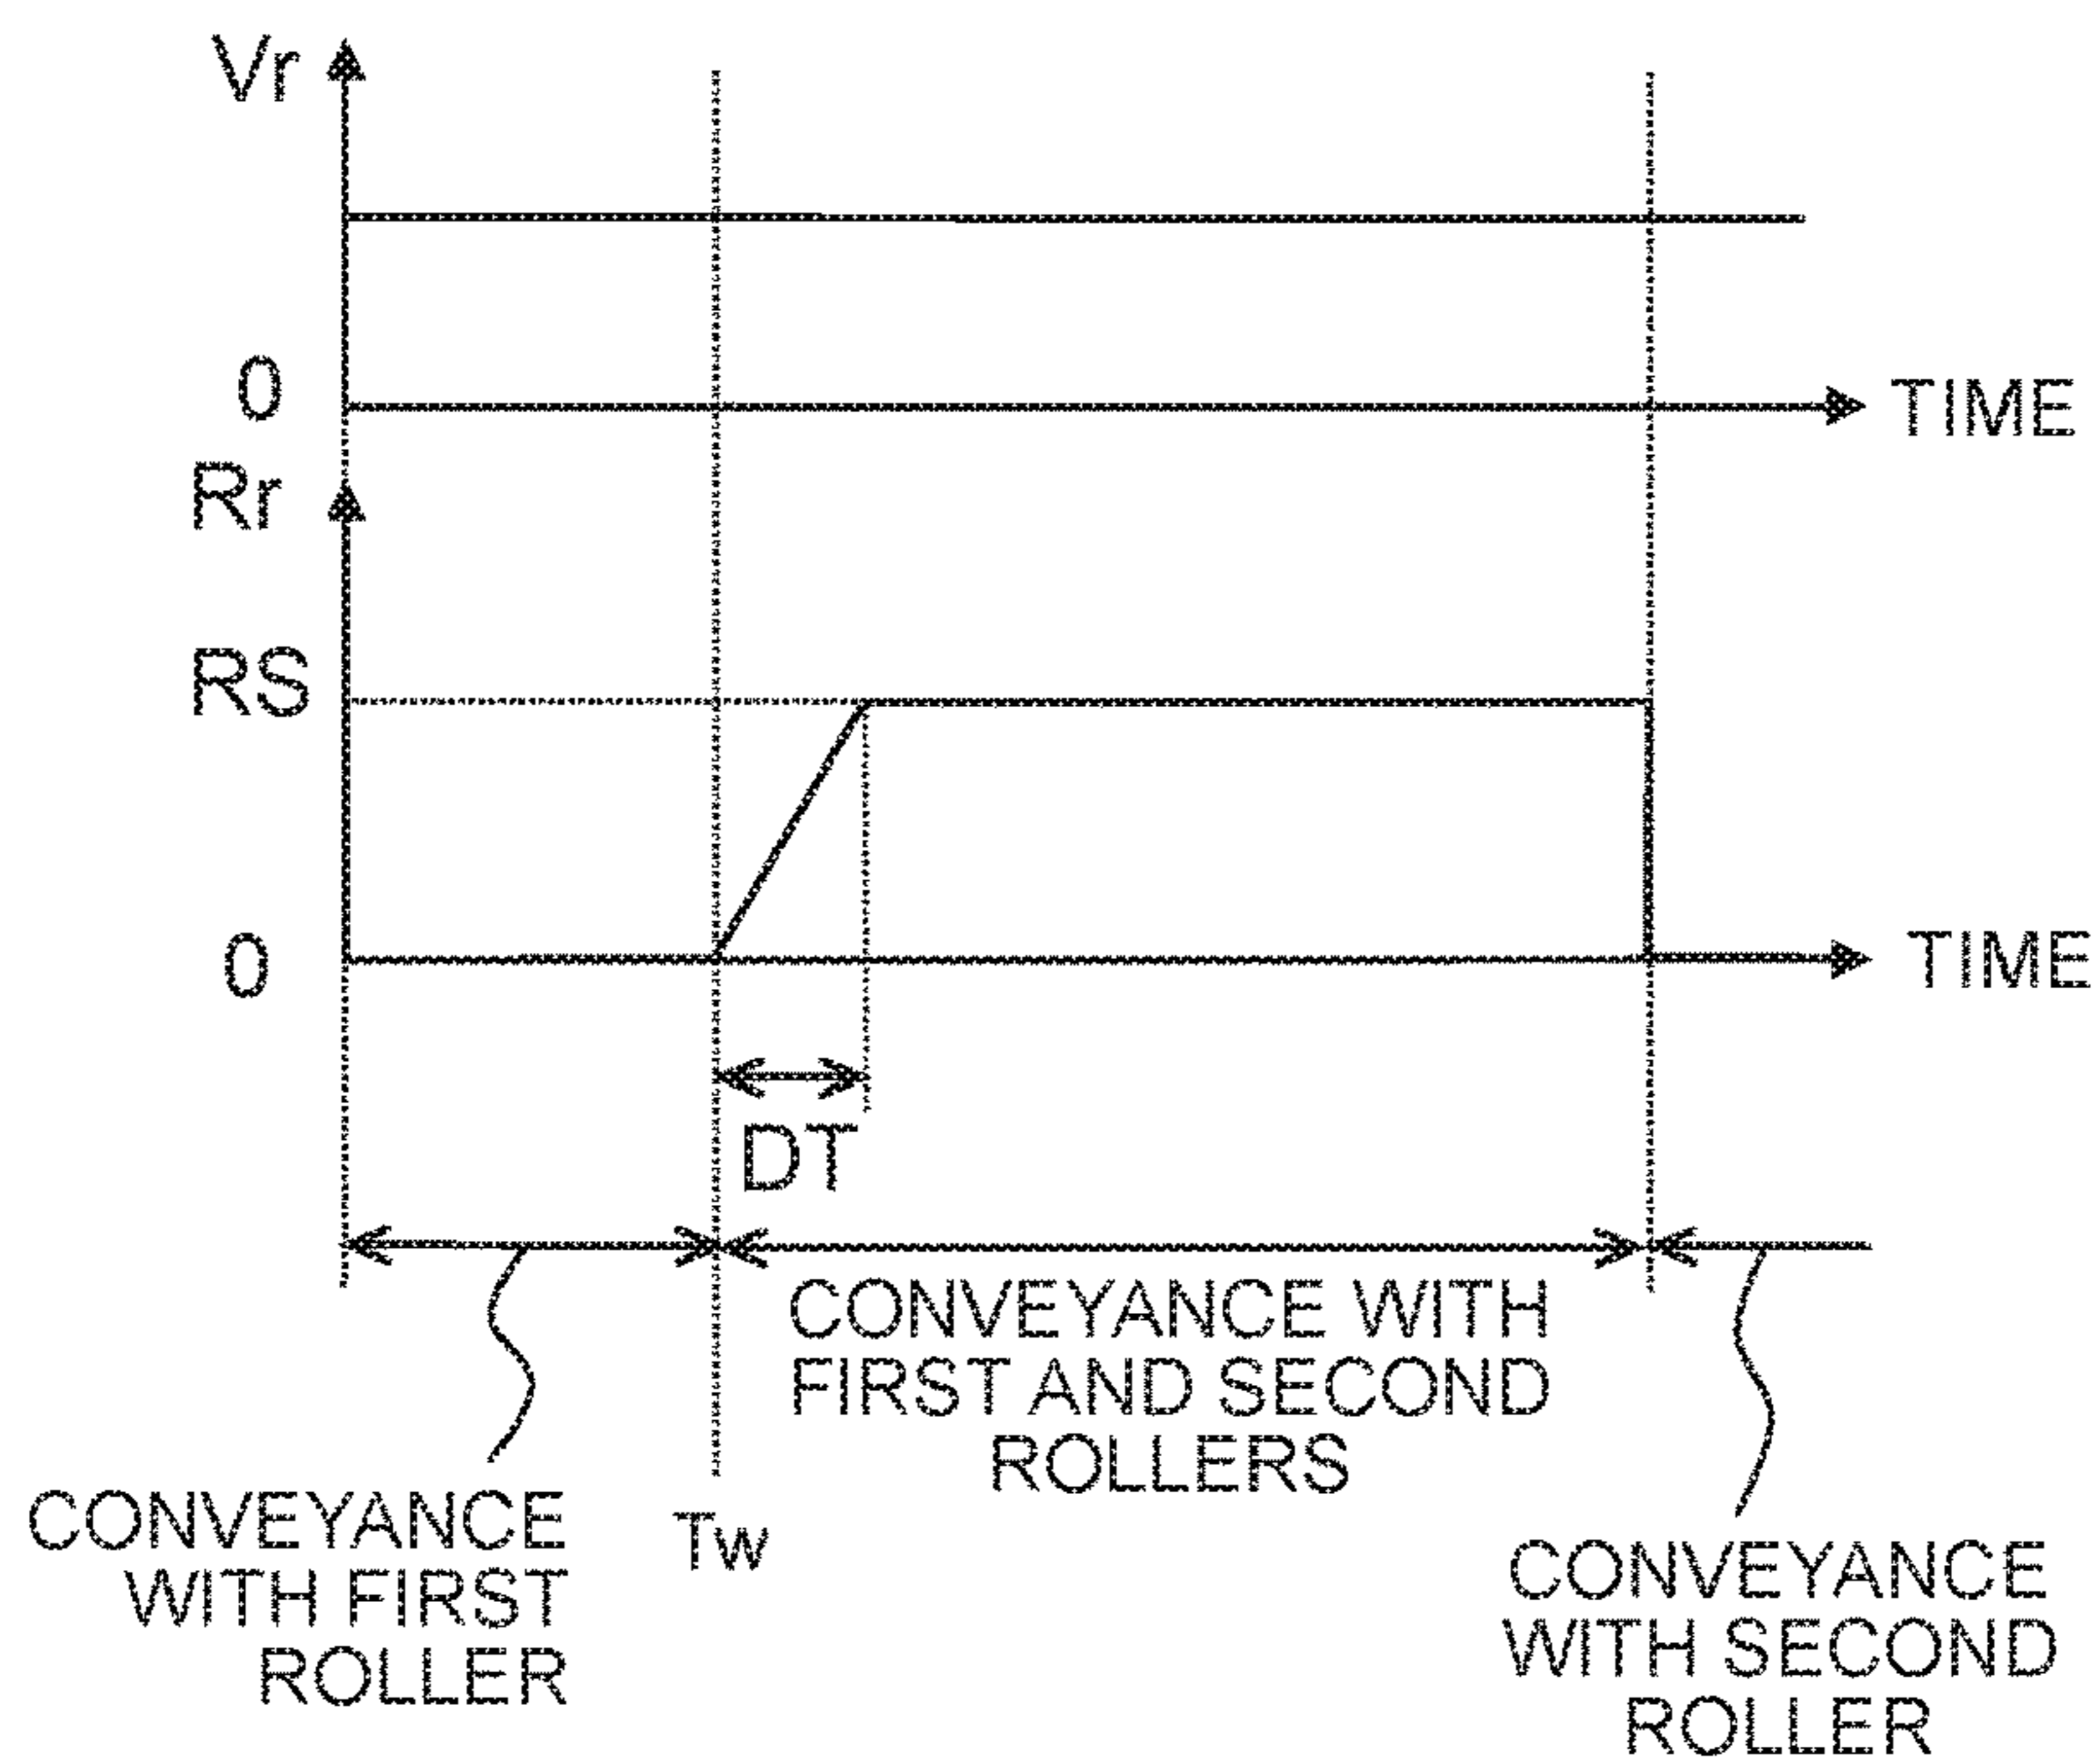 Vr
0
TIME
Rr
RS
0
TIME
DT
CONVEYANCE WITH
FIRST AND SECOND
ROLLERS
CONVEYANCE
WITH FIRST
ROLLER
Tw
CONVEYANCE
WITH SECOND
ROLLER